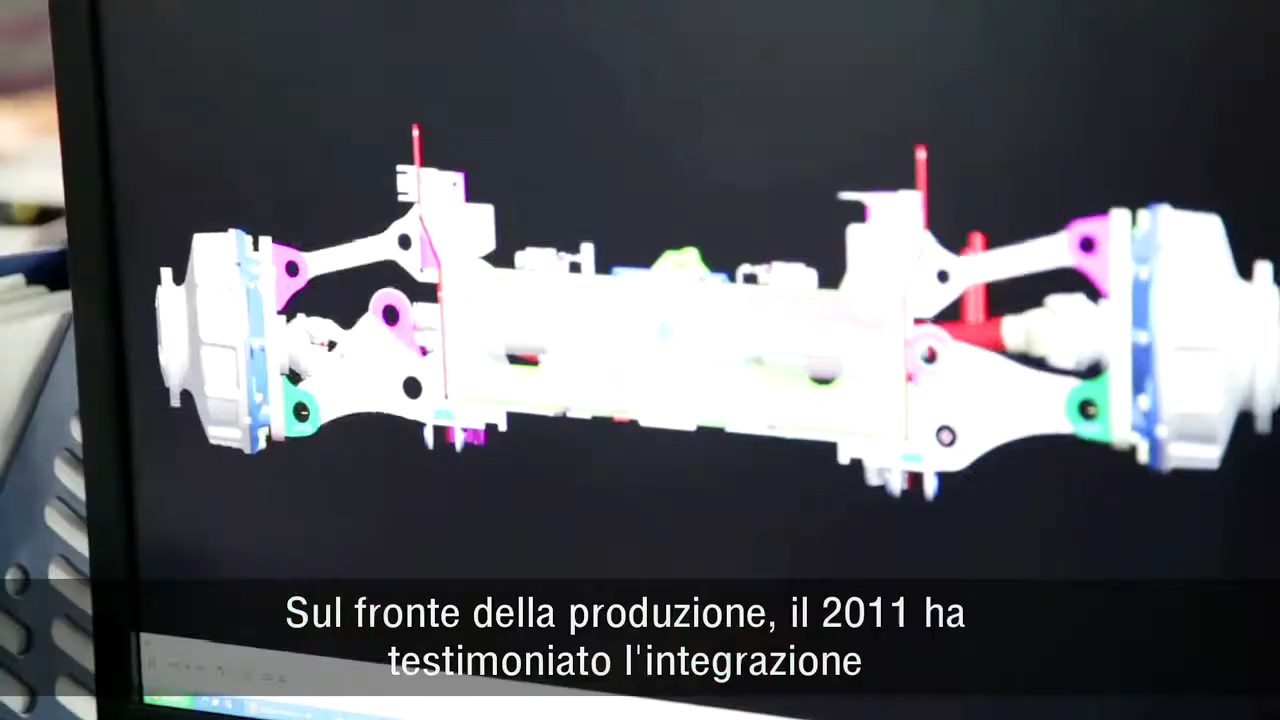 Sul fronte della produzione, il 2011 ha
testimoniato l'integrazione